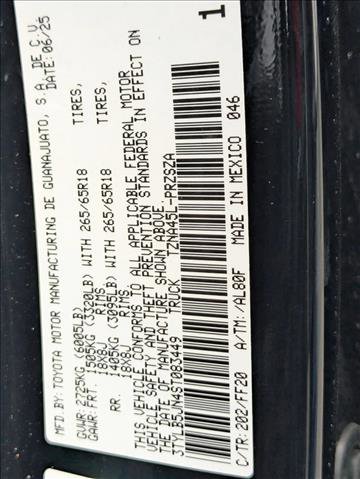 MFD.BY:TOYOTA MOTOR MANUFACTURING DE GUANAJUATO, S.A DE C.V.
DATE: 06/25
GVWR:2725KG (6005LB)
GAWR:FRT. 1505KG (3320LB) WITH 265/65R18 TIRES,
18X8J RIMS
RR. 1405KG (3095LB) WITH 265/65R18 TIRES,
18X8J RIMS
THIS VEHICLE CONFORMS TO ALL APPLICABLE FEDERAL MOTOR
VEHICLE SAFETY AND THEFT PREVENTION STANDARDS IN EFFECT ON
THE DATE OF MANUFACTURE SHOWN ABOVE.
3TYLB5JN4ST083449 TRUCK TZNA45L-PRZSZA
C/TR:202/FF20 A/TM:/AL80F MADE IN MEXICO 046
1